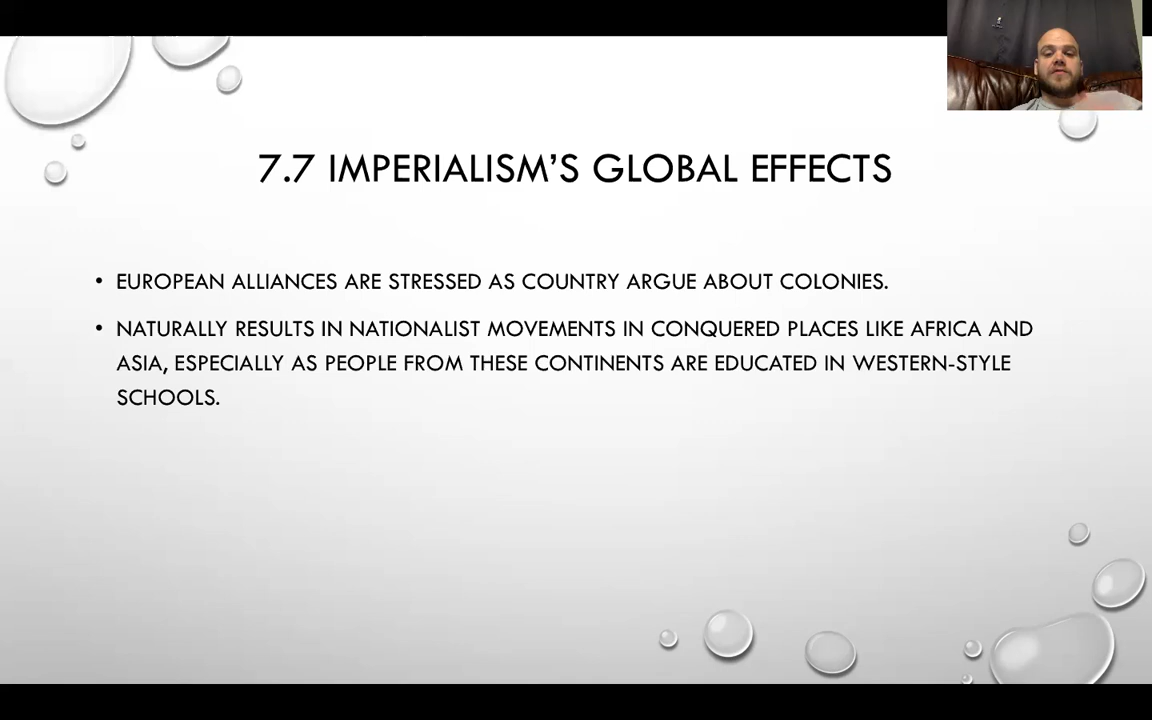 7.7 IMPERIALISM’S GLOBAL EFFECTS
• EUROPEAN ALLIANCES ARE STRESSED AS COUNTRY ARGUE ABOUT COLONIES.
• NATURALLY RESULTS IN NATIONALIST MOVEMENTS IN CONQUERED PLACES LIKE AFRICA AND
ASIA, ESPECIALLY AS PEOPLE FROM THESE CONTINENTS ARE EDUCATED IN WESTERN-STYLE
SCHOOLS.